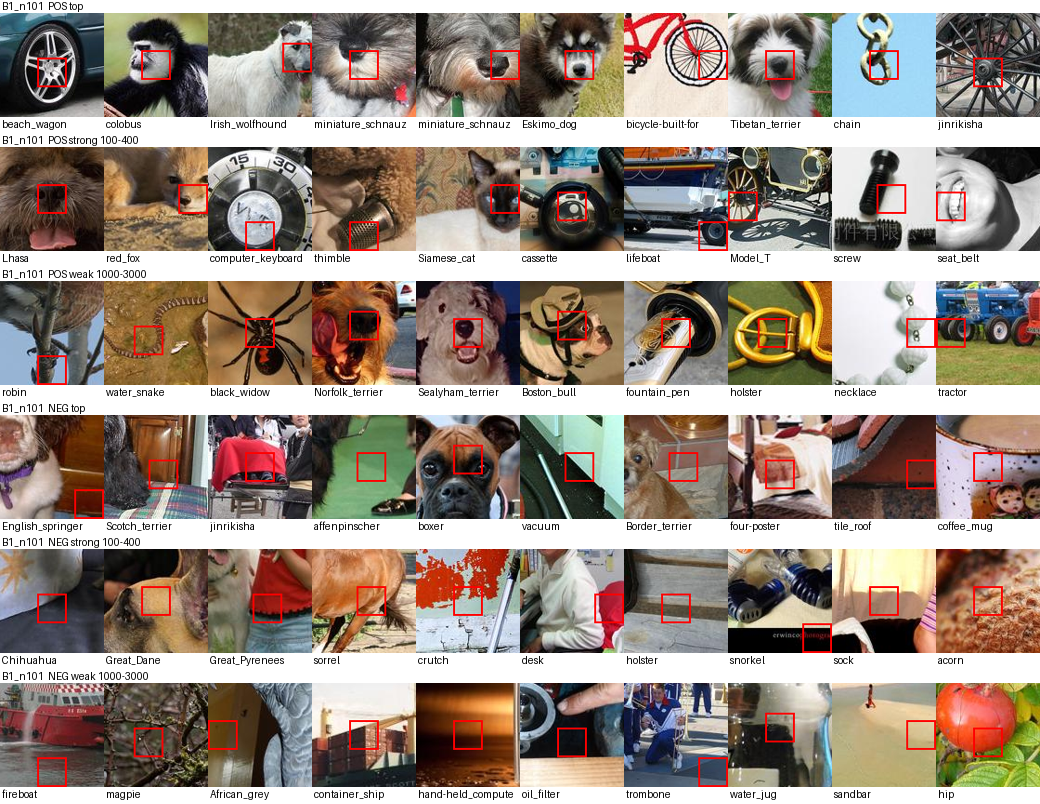 B1_n101 POS top
beach_wagon colobus Irish_wolfhound miniature_schnauz miniature_schnauz Eskimo_dog bicycle-built-for Tibetan_terrier chain jinrikisha
B1_n101 POS strong 100-400
15 30
Lhasa red_fox computer_keyboard thimble Siamese_cat cassette lifeboat Model_T screw seat_belt
B1_n101 POS weak 1000-3000
robin water_snake black_widow Norfolk_terrier Sealyham_terrier Boston_bull fountain_pen holster necklace tractor
B1_n101 NEG top
English_springer Scotch_terrier jinrikisha affenpinscher boxer vacuum Border_terrier four-poster tile_roof coffee_mug
B1_n101 NEG strong 100-400
Chihuahua Great_Dane Great_Pyrenees sorrel crutch desk holster snorkel sock acorn
B1_n101 NEG weak 1000-3000
fireboat magpie African_grey container_ship hand-held_compute oil_filter trombone water_jug sandbar hip